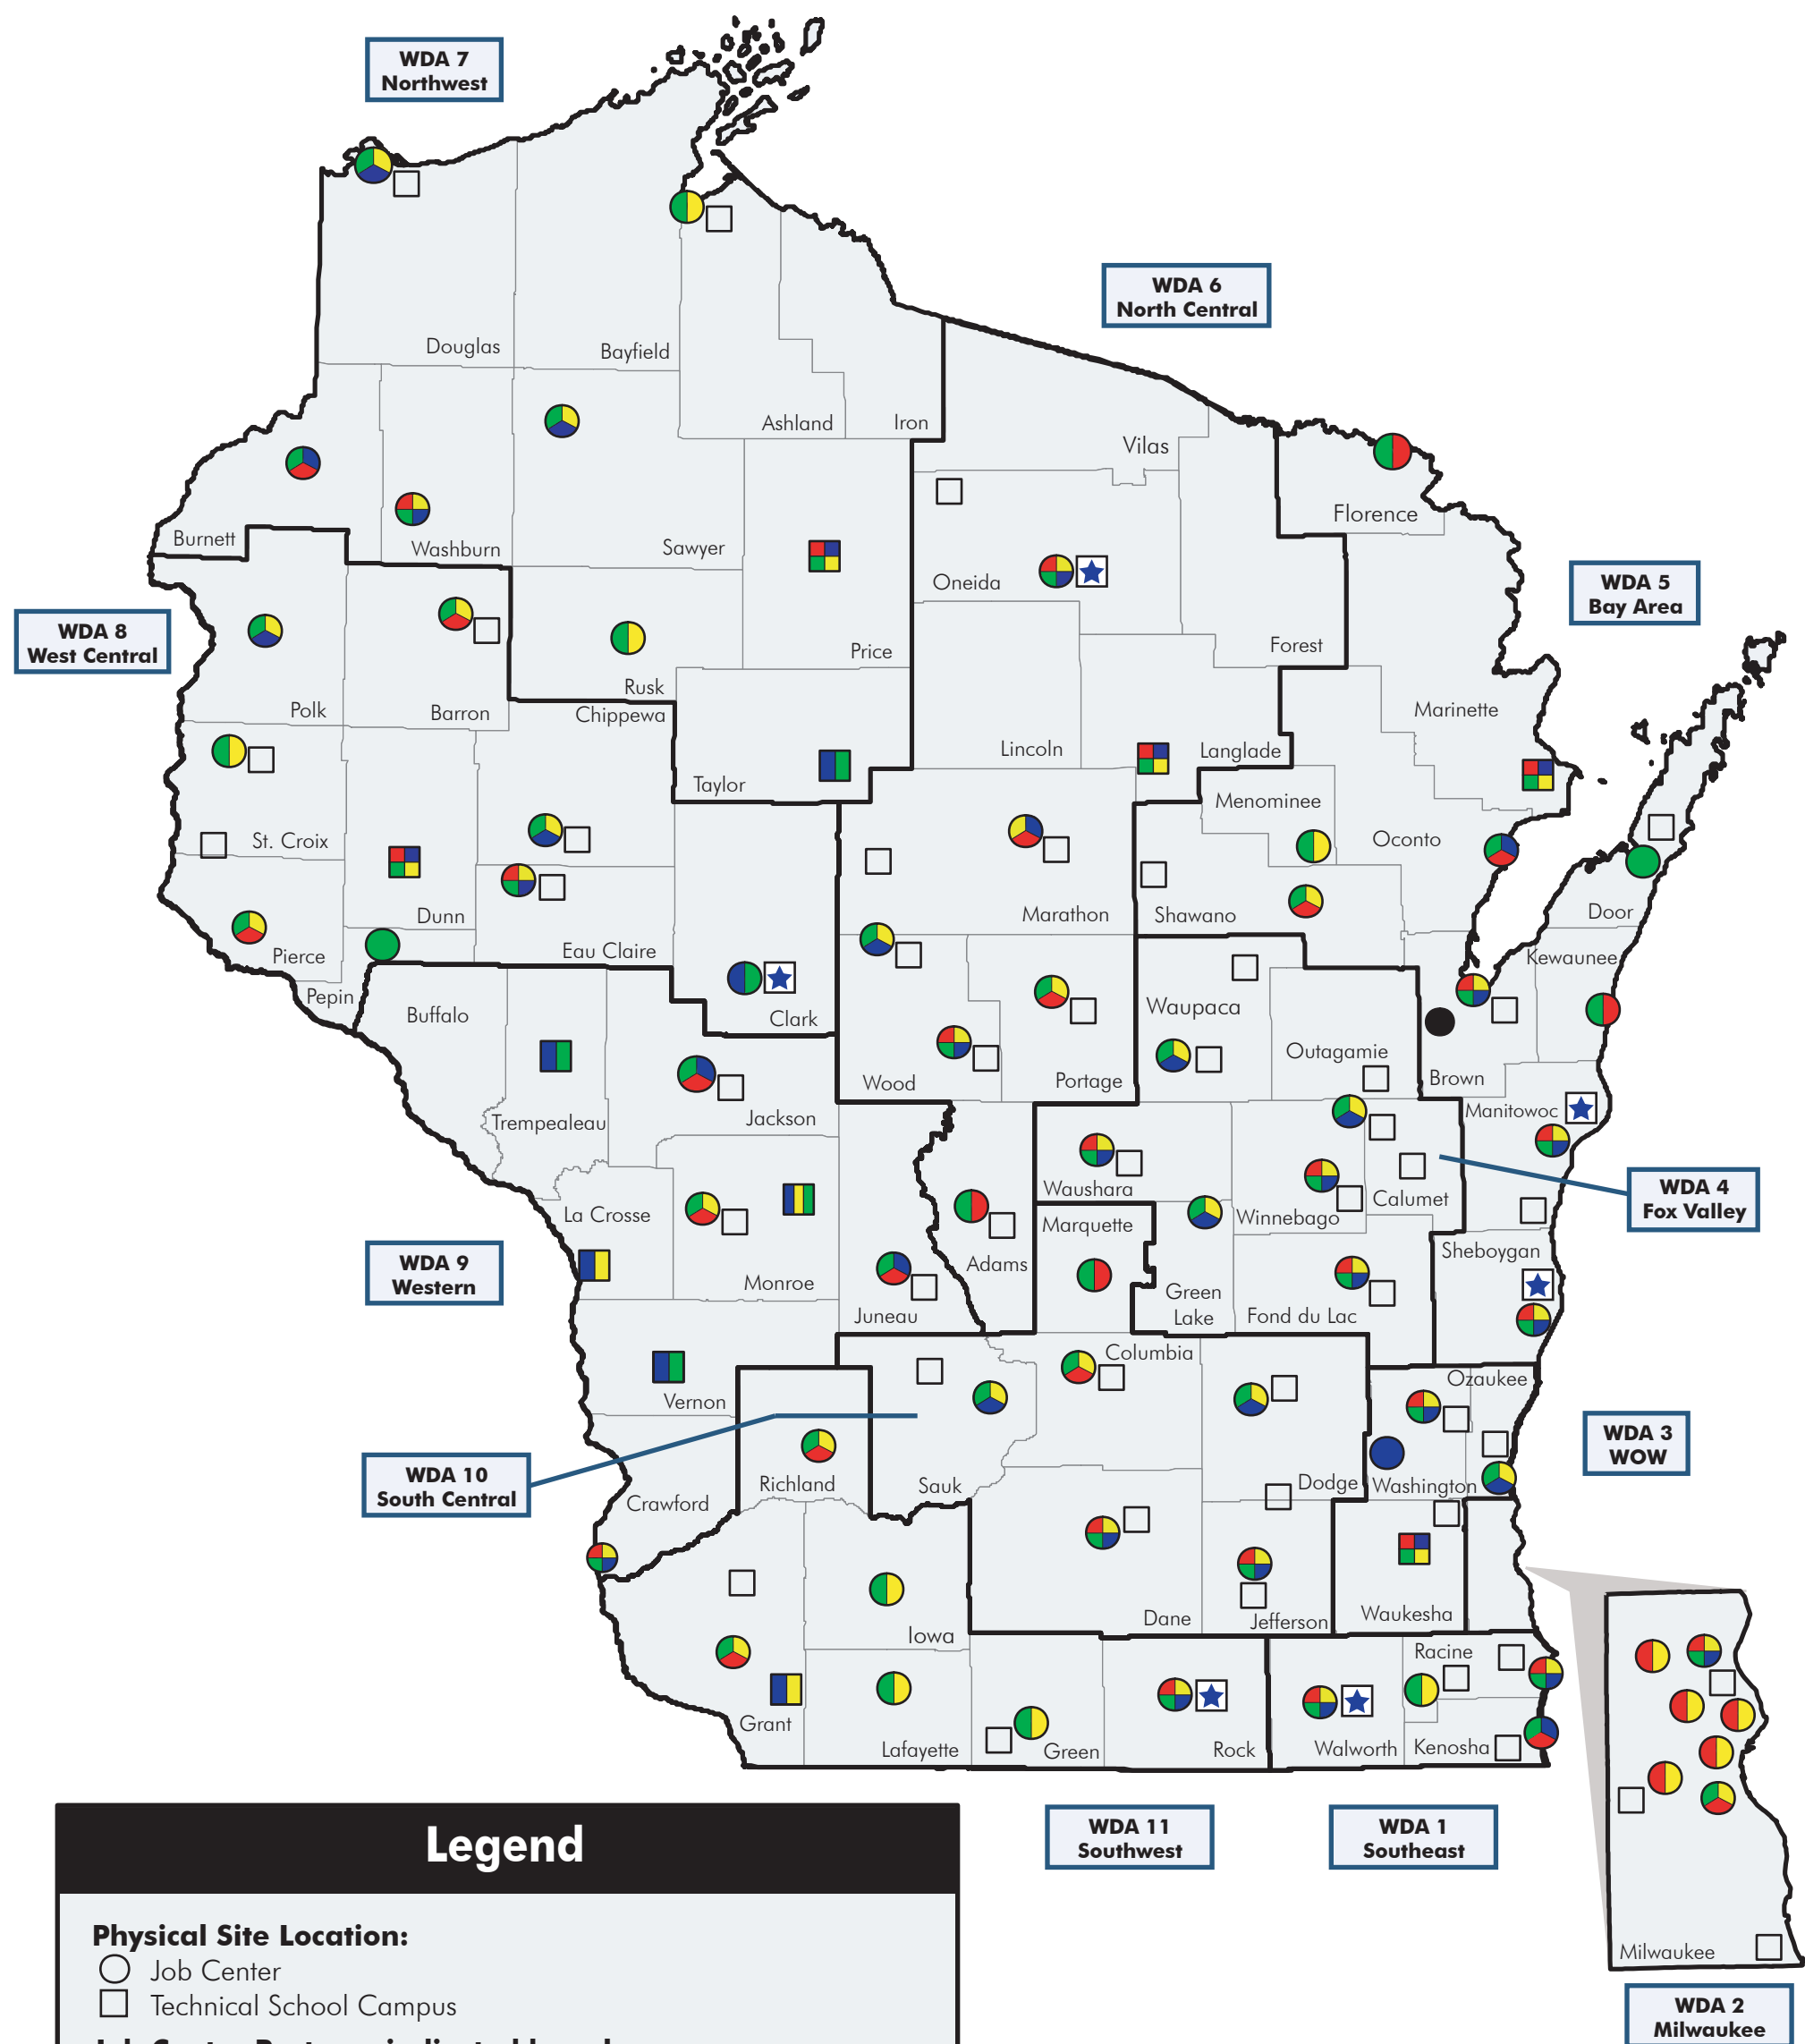 WDA 7
Northwest
WDA 6
North Central
Douglas
Bayfield
Ashland
Iron
Vilas
Florence
Burnett
Washburn
Sawyer
Oneida
WDA 5
Bay Area
WDA 8
West Central
Price
Forest
Polk
Barron
Rusk
Chippewa
Marinette
Lincoln
Langlade
Taylor
Menominee
St. Croix
Oconto
Dunn
Marathon
Shawano
Door
Pierce
Eau Claire
Kewaunee
Pepin
Buffalo
Clark
Waupaca
Outagamie
Wood
Portage
Brown
Trempealeau
Jackson
Manitowoc
Waushara
Calumet
WDA 4
Fox Valley
La Crosse
Marquette
Winnebago
WDA 9
Western
Monroe
Adams
Sheboygan
Juneau
Green
Lake
Fond du Lac
Columbia
Ozaukee
Vernon
WDA 3
WOW
WDA 10
South Central
Richland
Sauk
Dodge
Washington
Crawford
Iowa
Dane
Jefferson
Waukesha
Racine
Grant
Lafayette
Green
Rock
Walworth
Kenosha
WDA 11
Southwest
WDA 1
Southeast
Milwaukee
WDA 2
Milwaukee
Legend
Physical Site Location:
Job Center
Technical School Campus